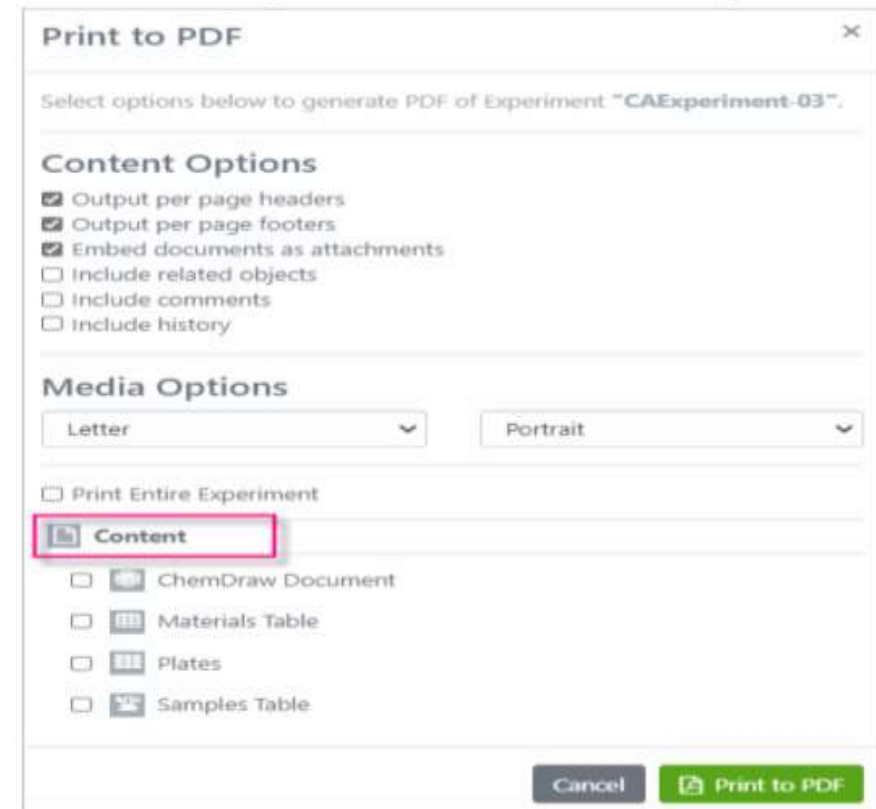 Print to PDF
Select options below to generate PDF of Experiment "CAExperiment-03".
Content Options
Output per page headers
Output per page footers
Embed documents as attachments
Include related objects
Include comments
Include history
Media Options
Letter Portrait
Print Entire Experiment
Content
ChemDraw Document
Materials Table
Plates
Samples Table
Cancel Print to PDF